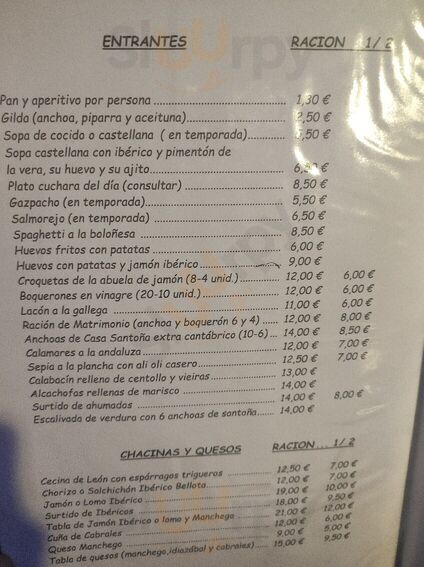 ENTRANTES RACION 1/2
Pan y aperitivo por persona 1,30 €
Gilda (anchoa, piparra y aceituna) 2,50 €
Sopa de cocido o castellana ( en temporada) ,50 €
Sopa castellana con ibérico y pimentón de
la vera, su huevo y su ajito 6, 0 €
Plato cuchara del día (consultar) 8,50 €
Gazpacho (en temporada) 5,50 €
Salmorejo (en temporada) 6,50 €
Spaghetti a la boloñesa 8,50 €
Huevos fritos con patatas 6,00 €
Huevos con patatas y jamón ibérico 9,00 €
Croquetas de la abuela de jamón (8-4 unid.) 12,00 € 6,00 €
Boquerones en vinagre (20-10 unid.) 12,00 € 6,00 €
Lacón a la gallega 11,00 € 6,00 €
Ración de Matrimonio (anchoa y boquerón 6 y 4) 12,00 € 8,00 €
Anchoas de Casa Santoña extra cantábrico (10-6) 14,00 € 8,50 €
Calamares a la andaluza 12,00 € 7,00 €
Sepia a la plancha con ali oli casero 12,50 € 7,00 €
Calabacín relleno de centollo y vieiras 13,00 €
Alcachofas rellenas de marisco 14,00 €
Surtido de ahumados 14,00 € 8,00 €
Escalivada de verdura con 6 anchoas de santoña 14,00 €
CHACINAS Y QUESOS RACION 1/2
Cecina de León con espárragos trigueros 12,50 € 7,00 €
Chorizo o Salchichón Ibérico Bellota 12,00 € 7,00 €
Jamón o Lomo Ibérico 19,00 € 10,00 €
Surtido de Ibéricos 18,00 € 9,50 €
Tabla de Jamón Ibérico o lomo y Manchego 21,00 € 12,00 €
Cuña de Cabrales 12,00 € 6,00 €
Queso Manchego 9,00 € 5,00 €
Tabla de quesos (manchego,idiazábal y cabrales) 15,00 € 9,50 €